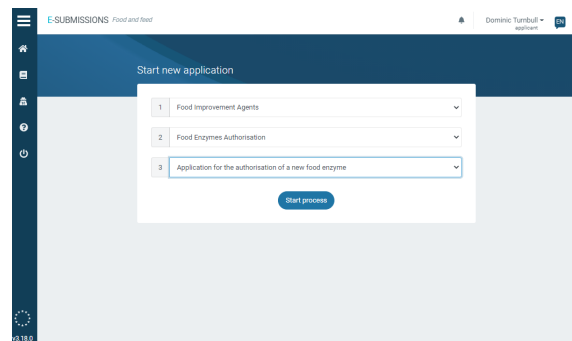 E-SUBMISSIONS Food and feed
Dominic Turnbull
applicant
EN
Start new application
1 Food Improvement Agents
2 Food Enzymes Authorisation
3 Application for the authorisation of a new food enzyme
Start process
v3.18.0